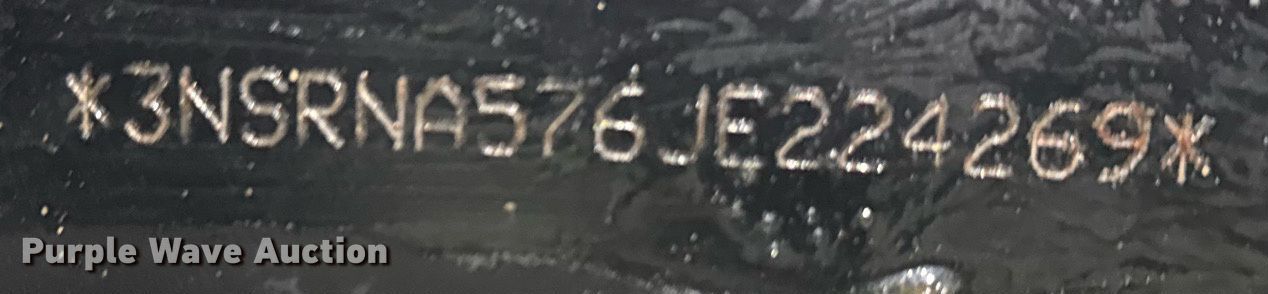 *3NSRNA576JE224269*
Purple Wave Auction